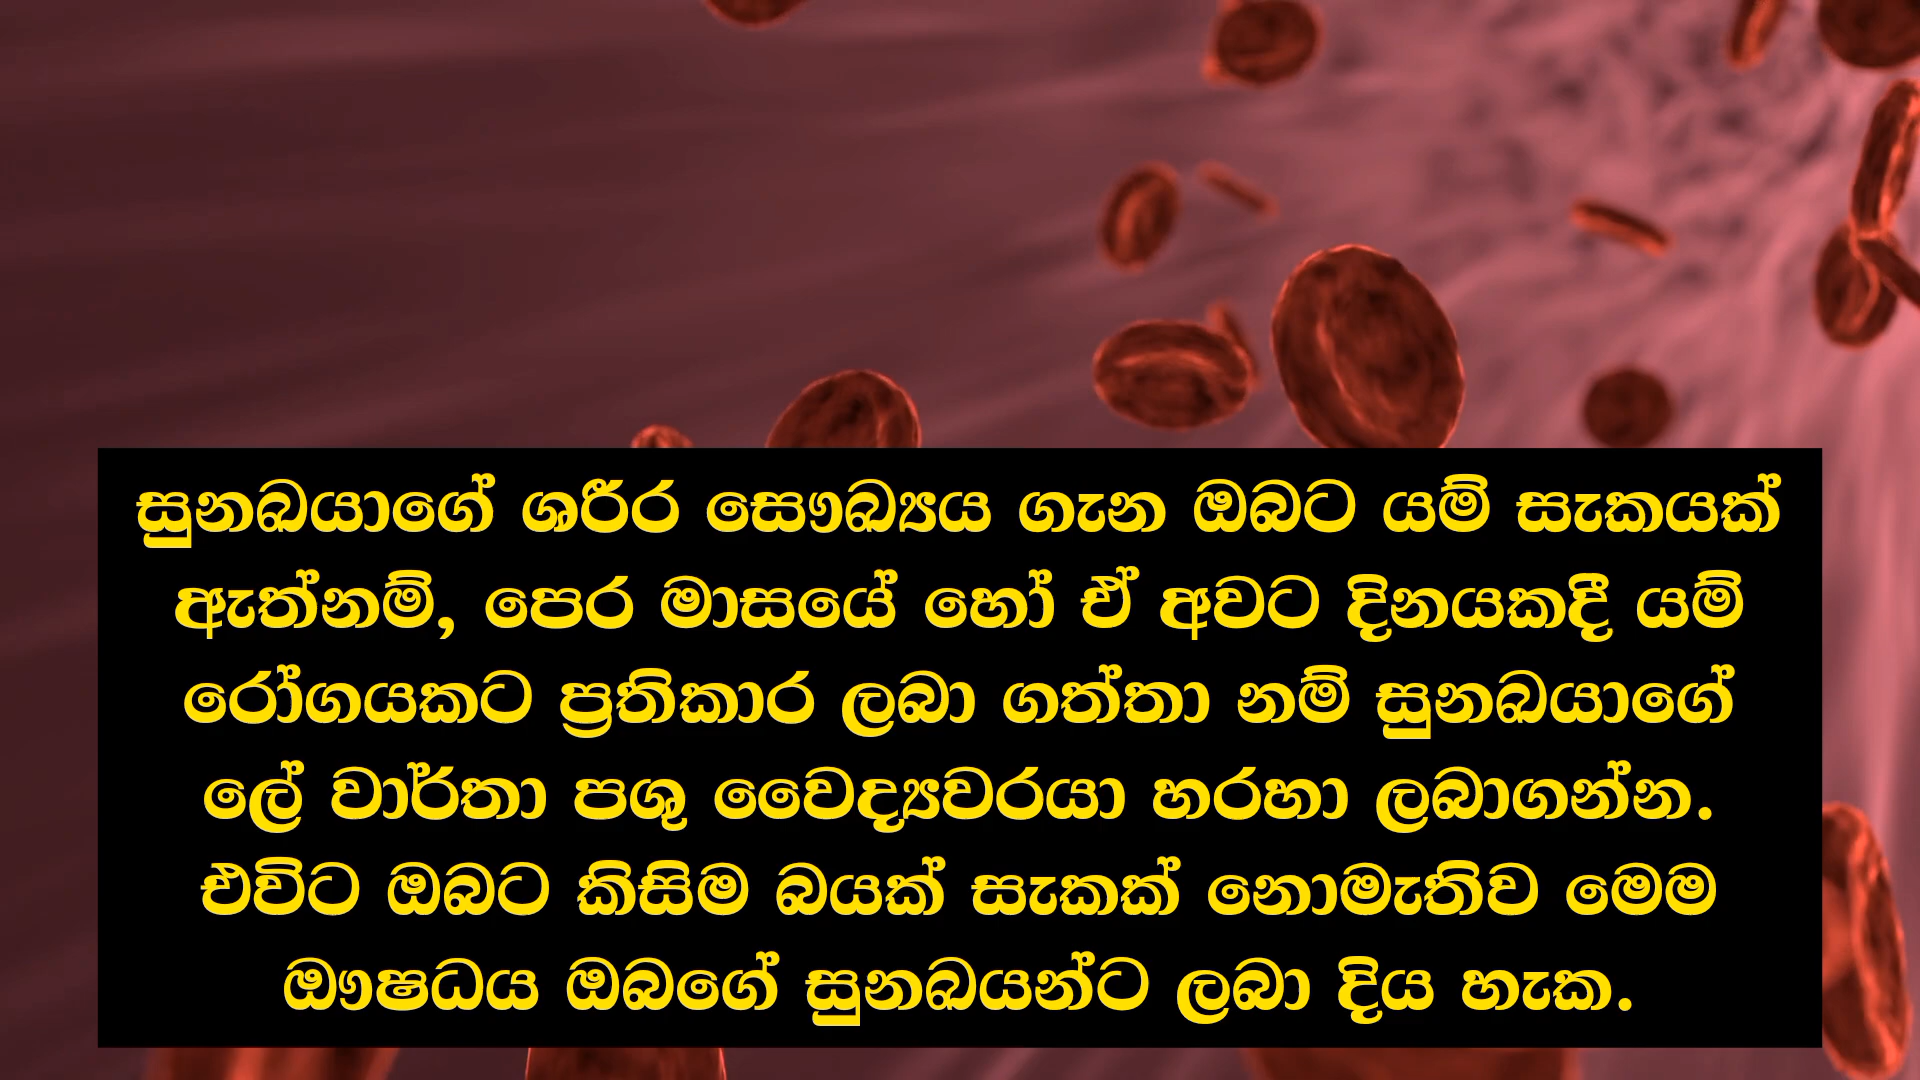 සුනඛයාගේ ශරීර සෞඛ්‍යය ගැන ඔබට යම් සැකයක්
ඇත්නම්, පෙර මාසයේ හෝ ඒ අවට දිනයකදී යම්
රෝගයකට ප්‍රතිකාර ලබා ගත්තා නම් සුනඛයාගේ
ලේ වාර්තා පශු වෛද්‍යවරයා හරහා ලබාගන්න.
එවිට ඔබට කිසිම බයක් සැකක් නොමැතිව මෙම
ඖෂධය ඔබගේ සුනඛයන්ට ලබා දිය හැක.